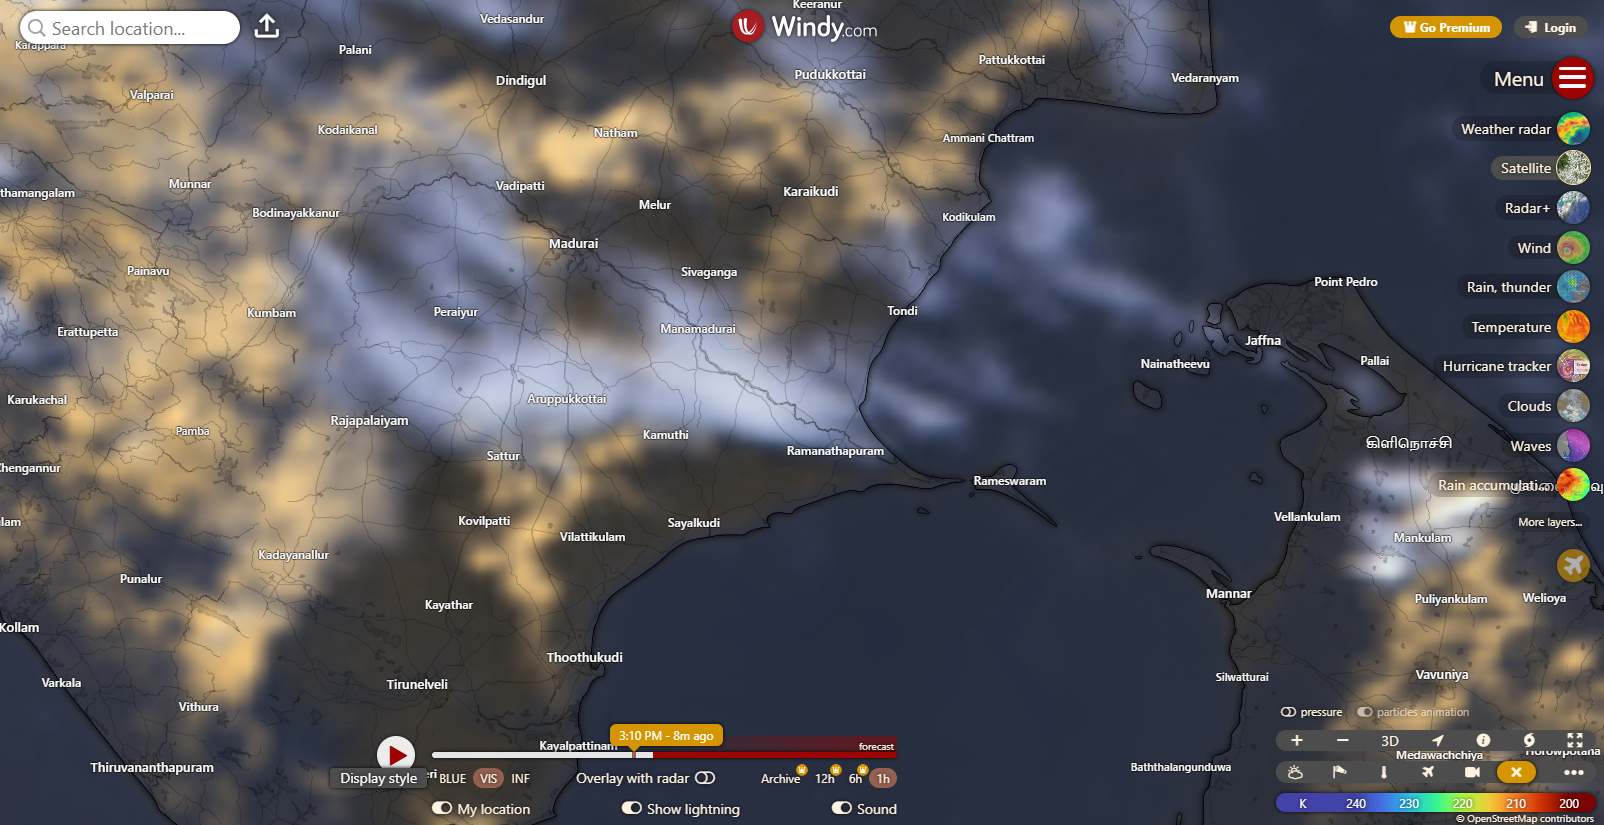 Search location...
Windy.com
Go Premium
Login
Menu
Weather radar
Satellite
Radar+
Wind
Rain, thunder
Temperature
Hurricane tracker
Clouds
Waves
Rain accumulati...
More layers...
Keeranur
Vedasandur
Karappara
Palani
Pattukkottai
Dindigul
Pudukkottai
Vedaranyam
Valparai
Kodaikanal
Natham
Ammani Chattram
Munnar
Vadipatti
Karaikudi
thamangalam
Melur
Bodinayakkanur
Kodikulam
Madurai
Painavu
Sivaganga
Point Pedro
Kumbam
Peraiyur
Tondi
Erattupetta
Manamadurai
Jaffna
Nainatheevu
Pallai
Karukachal
Aruppukkottai
Rajapalaiyam
Pamba
Kamuthi
கிளிநொச்சி
Sattur
Ramanathapuram
Chengannur
Rameswaram
Kovilpatti
Sayalkudi
Vellankulam
lam
Vilattikulam
Mankulam
Kadayanallur
Punalur
Mannar
Puliyankulam
Welioya
Kayathar
Kollam
Thoothukudi
Vavuniya
Silwatturai
Varkala
Tirunelveli
Vithura
Kayalpattinam
Thiruvananthapuram
Baththalangunduwa
Medawachchiya
Horowpotana
3:10 PM - 8m ago
forecast
Display style
BLUE
VIS
INF
Overlay with radar
Archive
12h
6h
1h
My location
Show lightning
Sound
pressure
particles animation
3D
K 240 230 220 210 200
© OpenStreetMap contributors